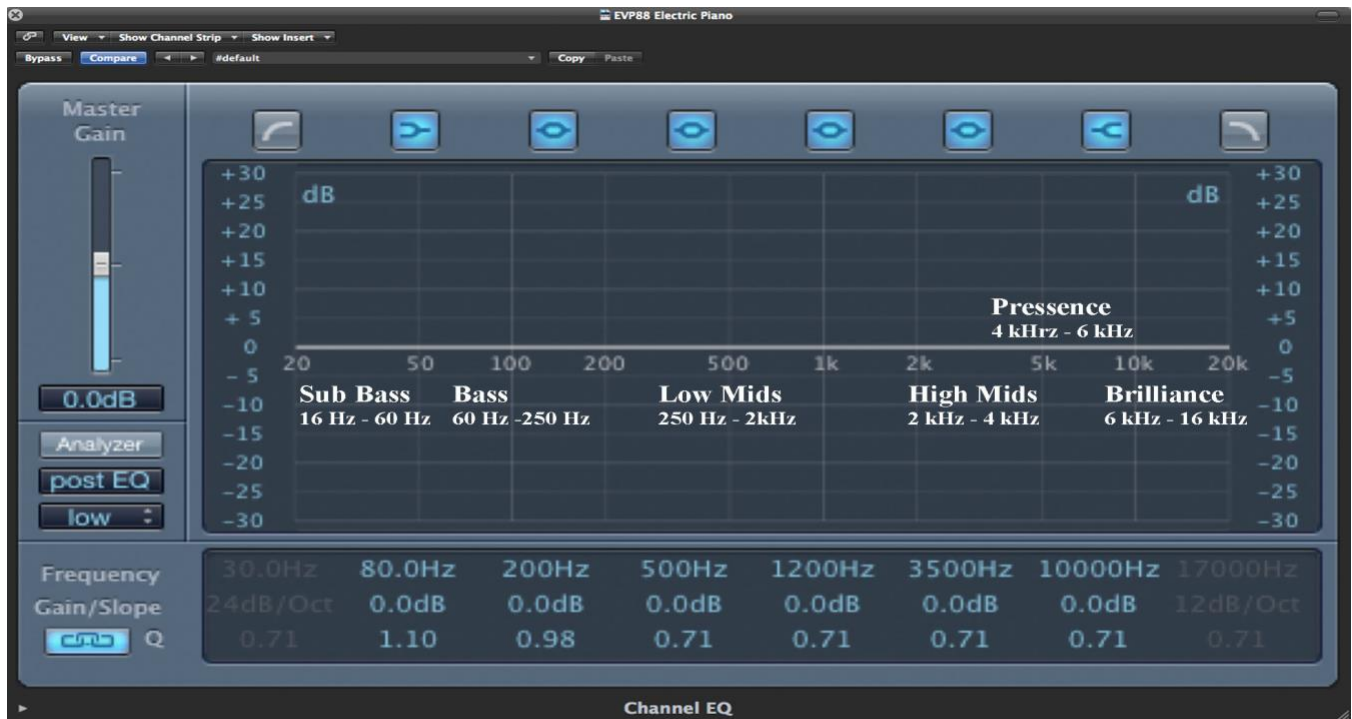 EVP88 Electric Piano
View Show Channel Strip Show Insert
Bypass Compare #default Copy Paste
Master
Gain
+30 +30
dB dB
+25 +25
+20 +20
+15 +15
+10 +10
Pressence
+ 5 +5
4 kHrz - 6 kHz
0 0
20 50 100 200 500 1k 2k 5k 10k 20k
- 5 -5
0.0dB
Sub Bass Bass Low Mids High Mids Brilliance
-10 -10
16 Hz - 60 Hz 60 Hz -250 Hz 250 Hz - 2kHz 2 kHz - 4 kHz 6 kHz - 16 kHz
-15 -15
Analyzer
-20 -20
post EQ
-25 -25
low
-30 -30
Frequency 30.0Hz 80.0Hz 200Hz 500Hz 1200Hz 3500Hz 10000Hz 17000Hz
Gain/Slope 24dB/Oct 0.0dB 0.0dB 0.0dB 0.0dB 0.0dB 0.0dB 12dB/Oct
Q 0.71 1.10 0.98 0.71 0.71 0.71 0.71 0.71
Channel EQ